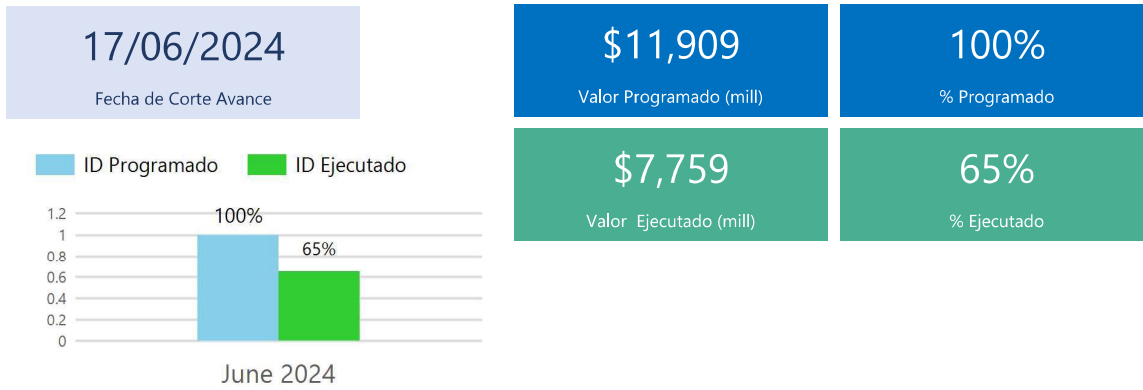 17/06/2024
Fecha de Corte Avance
$11,909
Valor Programado (mill)
100%
% Programado
$7,759
Valor Ejecutado (mill)
65%
% Ejecutado
ID Programado
ID Ejecutado
1.2
1
0.8
0.6
0.4
0.2
0
100%
65%
June 2024